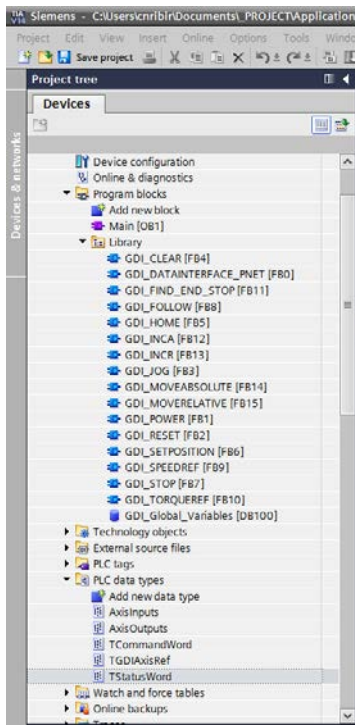 Siemens - C:\Users\cnribir\Documents\_PROJECT\Application
Project Edit View Insert Online Options Tools Window
Save project
Project tree
Devices
Devices & networks
Device configuration
Online & diagnostics
Program blocks
Add new block
Main [OB1]
Library
GDI_CLEAR [FB4]
GDI_DATAINTERFACE_PNET [FB0]
GDI_FIND_END_STOP [FB11]
GDI_FOLLOW [FB8]
GDI_HOME [FB5]
GDI_INCA [FB12]
GDI_INCR [FB13]
GDI_JOG [FB3]
GDI_MOVEABSOLUTE [FB14]
GDI_MOVERELATIVE [FB15]
GDI_POWER [FB1]
GDI_RESET [FB2]
GDI_SETPOSITION [FB6]
GDI_SPEEDREF [FB9]
GDI_STOP [FB7]
GDI_TORQUEREF [FB10]
GDI_Global_Variables [DB100]
Technology objects
External source files
PLC tags
PLC data types
Add new data type
AxisInputs
AxisOutputs
TCommandWord
TGDIAxisRef
TStatusWord
Watch and force tables
Online backups
Traces